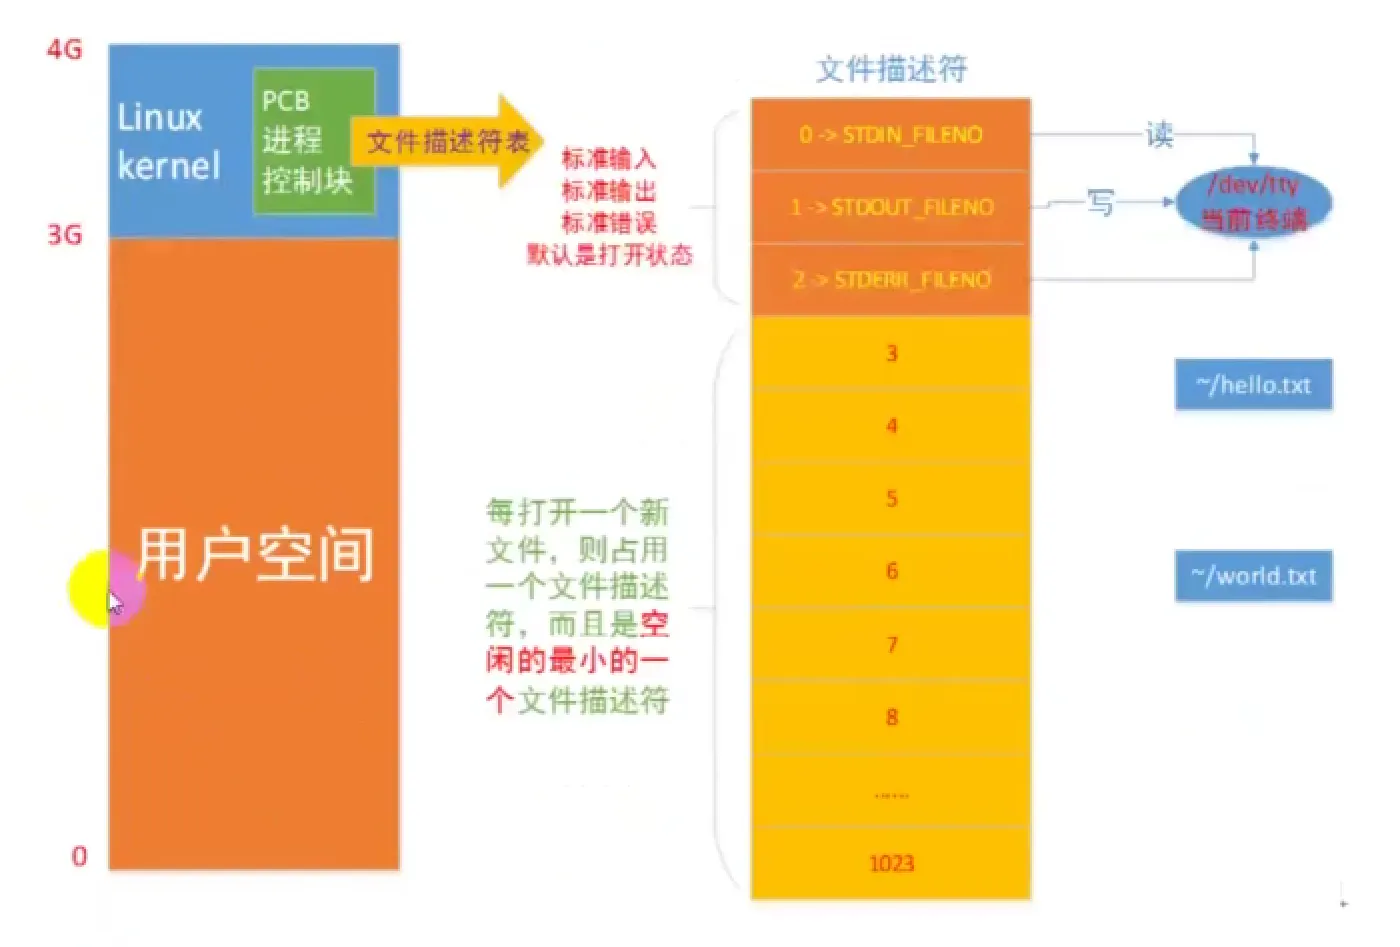 4G
Linux
kernel
PCB
进程
控制块
文件描述符表
3G
用户空间
0
标准输入
标准输出
标准错误
默认是打开状态
每打开一个新
文件，则占用
一个文件描述
符，而且是空
闲的最小的一
个文件描述符
文件描述符
0 -> STDIN_FILENO
1 -> STDOUT_FILENO
2 -> STDERR_FILENO
3
4
5
6
7
8
……
1023
读
写
/dev/tty
当前终端
~/hello.txt
~/world.txt